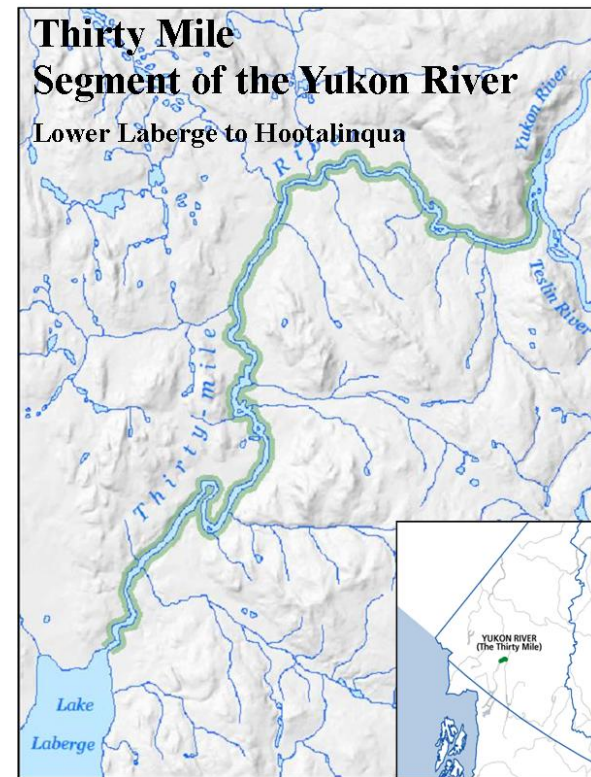 Thirty Mile
Segment of the Yukon River
Lower Laberge to Hootalinqua
Thirty-mile River
Yukon River
Teslin River
Lake
Laberge
YUKON RIVER
(The Thirty Mile)